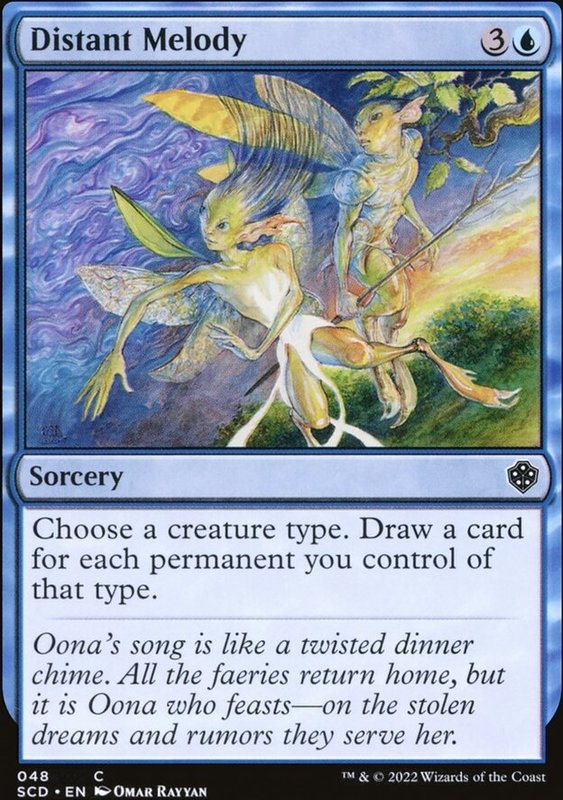 Distant Melody
3
Sorcery
Choose a creature type. Draw a card
for each permanent you control of
that type.
Oona's song is like a twisted dinner
chime. All the faeries return home, but
it is Oona who feasts—on the stolen
dreams and rumors they serve her.
048 C
SCD • EN OMAR RAYYAN
™ & © 2022 Wizards of the Coast